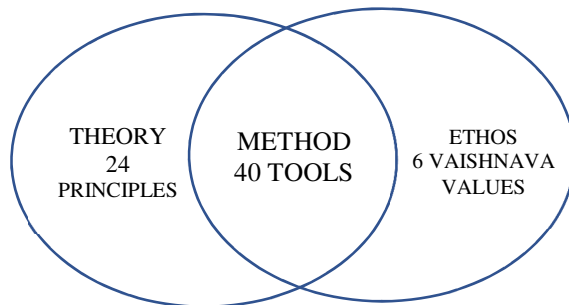 THEORY
24
PRINCIPLES
METHOD
40 TOOLS
ETHOS
6 VAISHNAVA
VALUES